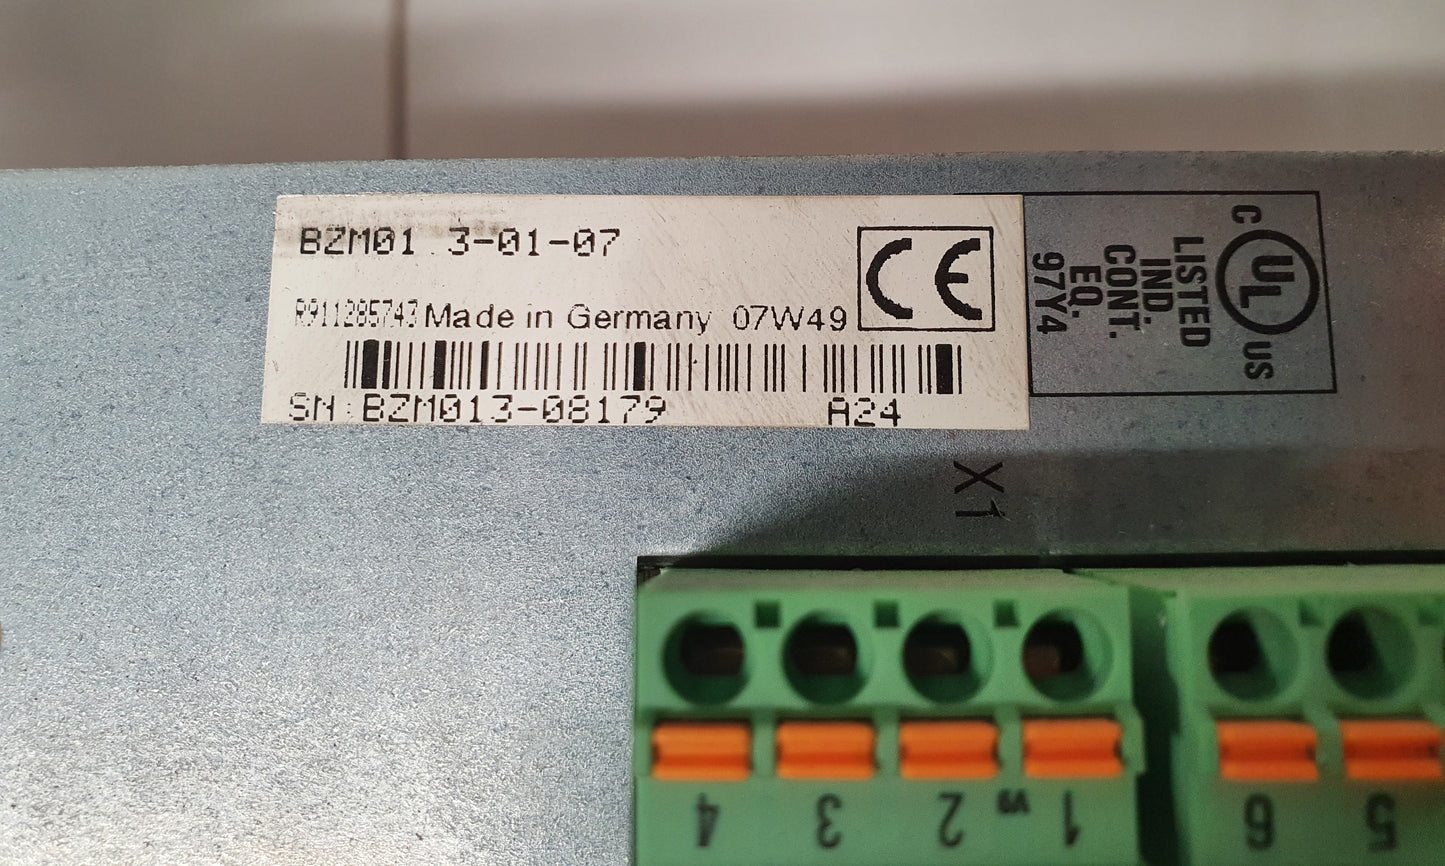 BZM01 3-01-07
R911285743 Made in Germany 07W49
CE
SN:BZM013-08179 A24
C UL US
LISTED
IND.
CONT.
EQ.
97Y4
X1
4 3 2 V9 1 6 5